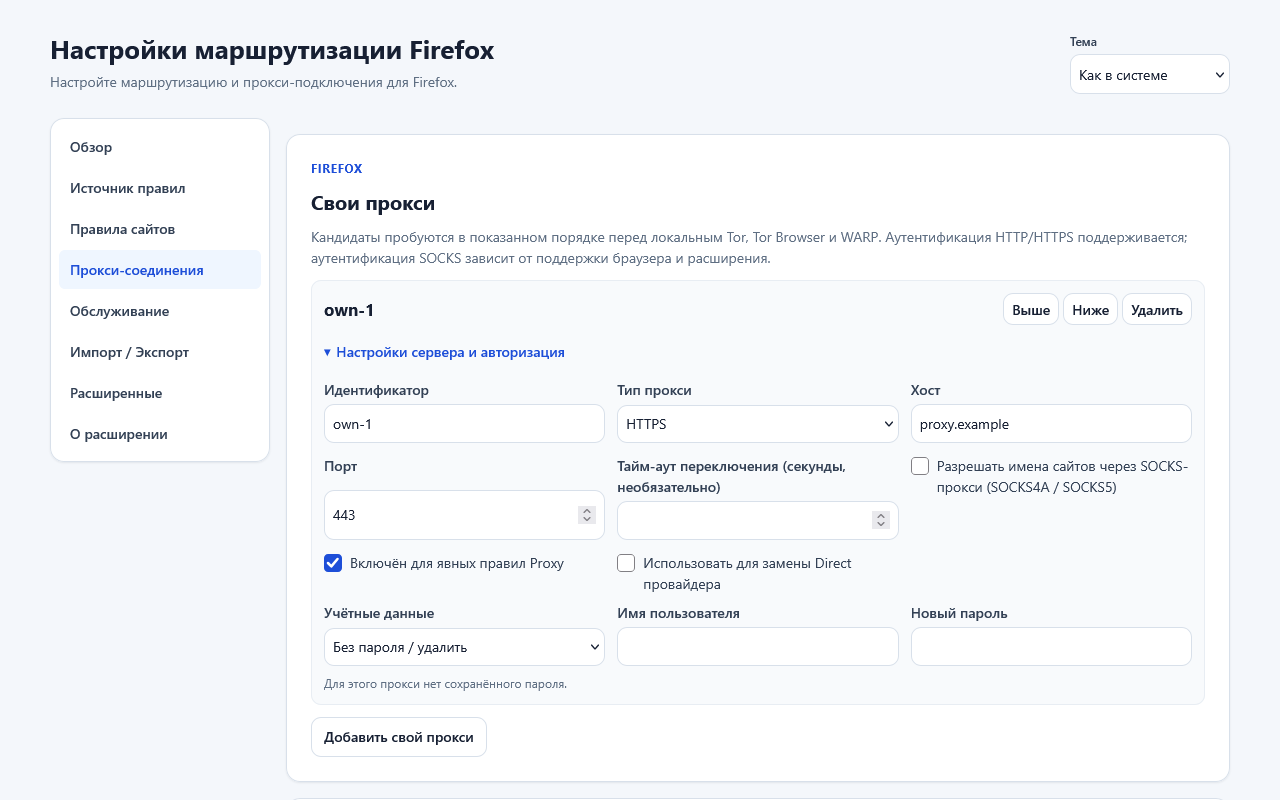 Настройки маршрутизации Firefox
Настройте маршрутизацию и прокси-подключения для Firefox.
Тема
Как в системе
Обзор
Источник правил
Правила сайтов
Прокси-соединения
Обслуживание
Импорт / Экспорт
Расширенные
О расширении
FIREFOX
Свои прокси
Кандидаты пробуются в показанном порядке перед локальным Tor, Tor Browser и WARP. Аутентификация HTTP/HTTPS поддерживается;
аутентификация SOCKS зависит от поддержки браузера и расширения.
own-1
Выше
Ниже
Удалить
▾ Настройки сервера и авторизация
Идентификатор
Тип прокси
Хост
own-1
HTTPS
proxy.example
Порт
Тайм-аут переключения (секунды,
необязательно)
Разрешать имена сайтов через SOCKS-
прокси (SOCKS4A / SOCKS5)
443
Включён для явных правил Proxy
Использовать для замены Direct
провайдера
Учётные данные
Имя пользователя
Новый пароль
Без пароля / удалить
Для этого прокси нет сохранённого пароля.
Добавить свой прокси